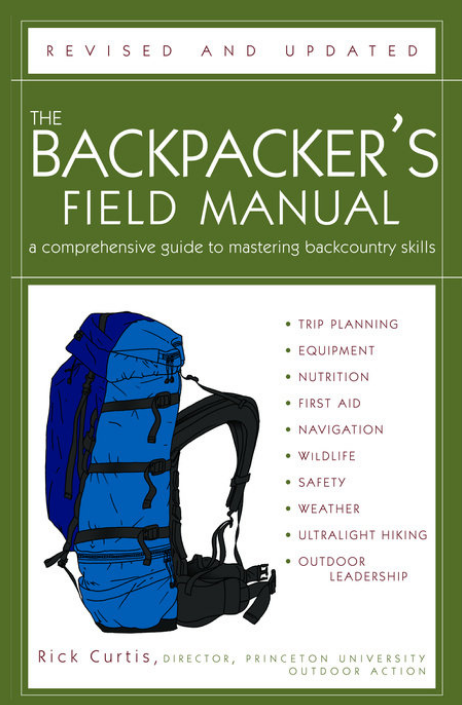 REVISED AND UPDATED
THE
BACKPACKER'S
FIELD MANUAL
a comprehensive guide to mastering backcountry skills
• TRIP PLANNING
• EQUIPMENT
• NUTRITION
• FIRST AID
• NAVIGATION
• WILDLIFE
• SAFETY
• WEATHER
• ULTRALIGHT HIKING
• OUTDOOR
LEADERSHIP
Rick Curtis, DIRECTOR, PRINCETON UNIVERSITY
OUTDOOR ACTION